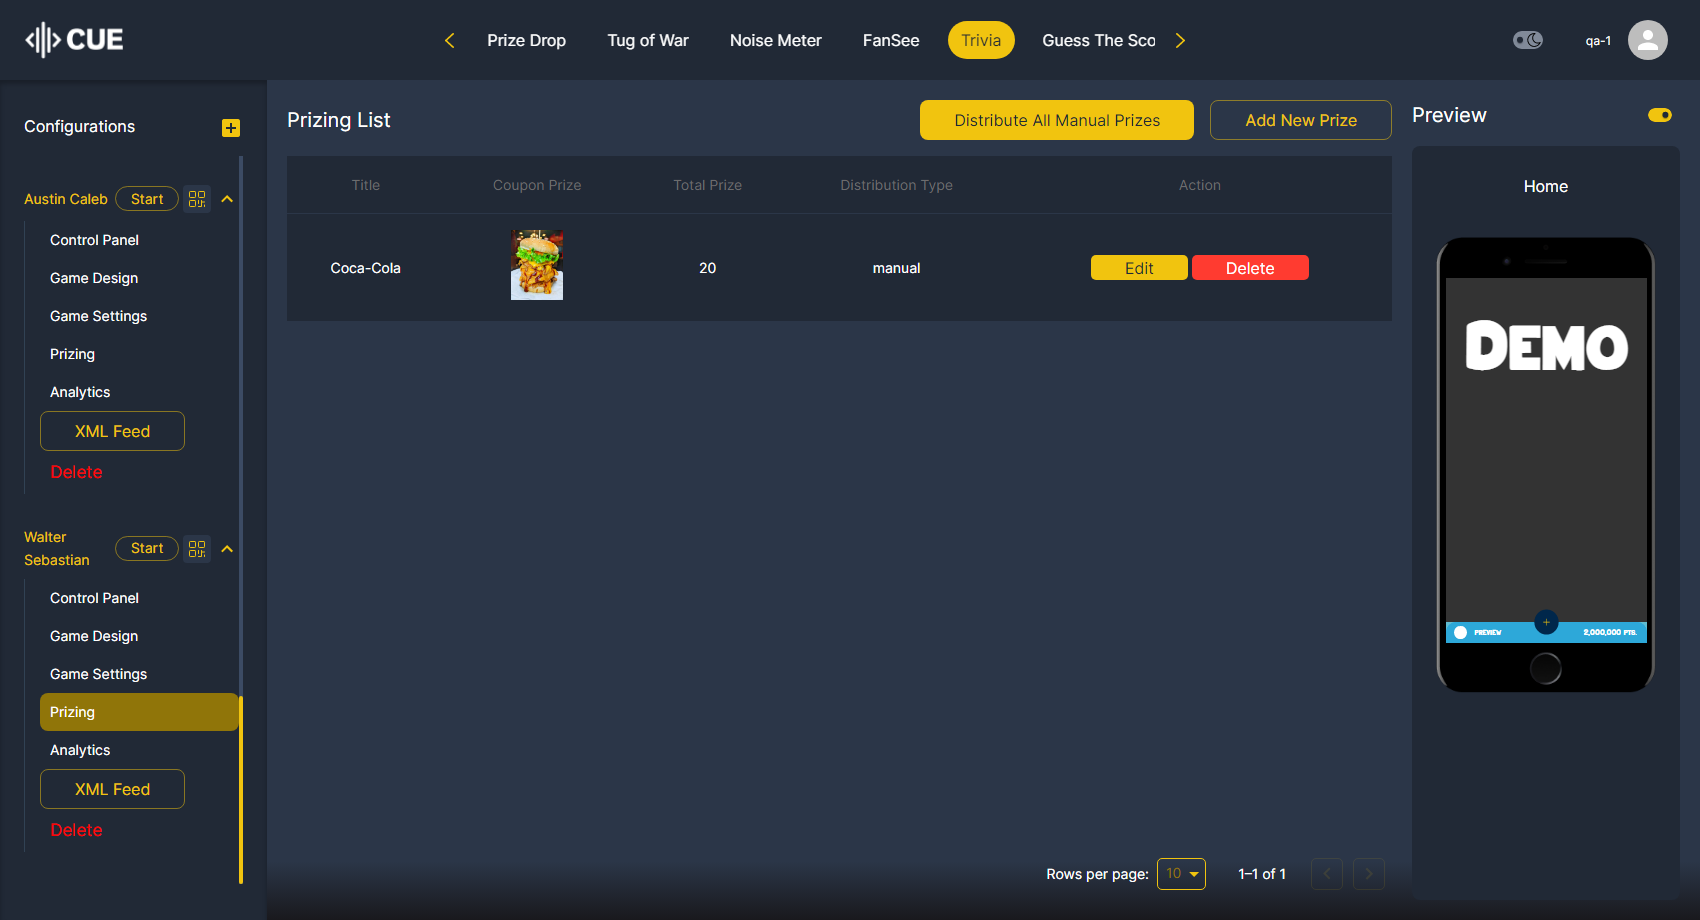 CUE
Prize Drop
Tug of War
Noise Meter
FanSee
Trivia
Guess The Sco
qa-1
Configurations
Austin Caleb
Start
Control Panel
Game Design
Game Settings
Prizing
Analytics
XML Feed
Delete
Walter
Sebastian
Start
Control Panel
Game Design
Game Settings
Prizing
Analytics
XML Feed
Delete
Prizing List
Distribute All Manual Prizes
Add New Prize
Title
Coupon Prize
Total Prize
Distribution Type
Action
Coca-Cola
20
manual
Edit
Delete
Rows per page:
10
1–1 of 1
Preview
Home
DEMO
PREVIEW
2,000,000 PTS.